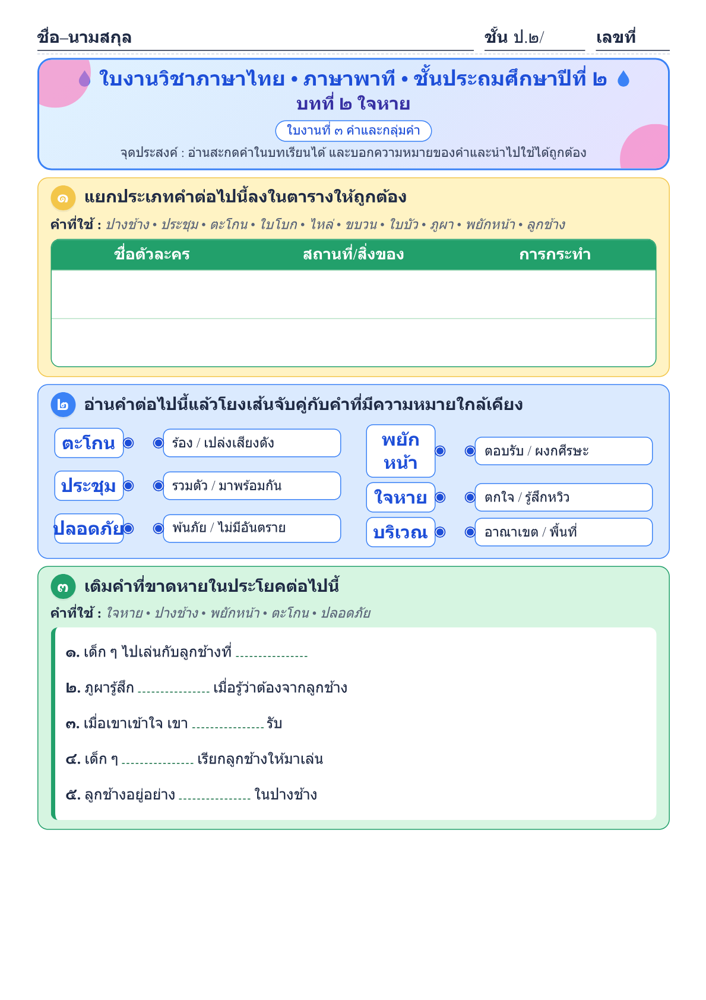 ชื่อ–นามสกุล ชั้น ป.๒/ เลขที่
ใบงานวิชาภาษาไทย • ภาษาพาที • ชั้นประถมศึกษาปีที่ ๒
บทที่ ๒ ใจหาย
ใบงานที่ ๓ คำและกลุ่มคำ
จุดประสงค์ : อ่านสะกดคำในบทเรียนได้ และบอกความหมายของคำและนำไปใช้ได้ถูกต้อง
๑ แยกประเภทคำต่อไปนี้ลงในตารางให้ถูกต้อง
คำที่ใช้ : ปางช้าง • ประชุม • ตะโกน • ใบโบก • ไหล่ • ขบวน • ใบบัว • ภูผา • พยักหน้า • ลูกช้าง
ชื่อตัวละคร สถานที่/สิ่งของ การกระทำ
๒ อ่านคำต่อไปนี้แล้วโยงเส้นจับคู่กับคำที่มีความหมายใกล้เคียง
ตะโกน ร้อง / เปล่งเสียงดัง
ประชุม รวมตัว / มาพร้อมกัน
ปลอดภัย พ้นภัย / ไม่มีอันตราย
พยัก
หน้า ตอบรับ / ผงกศีรษะ
ใจหาย ตกใจ / รู้สึกหวิว
บริเวณ อาณาเขต / พื้นที่
๓ เติมคำที่ขาดหายในประโยคต่อไปนี้
คำที่ใช้ : ใจหาย • ปางช้าง • พยักหน้า • ตะโกน • ปลอดภัย
๑. เด็ก ๆ ไปเล่นกับลูกช้างที่
๒. ภูผารู้สึก เมื่อรู้ว่าต้องจากลูกช้าง
๓. เมื่อเขาเข้าใจ เขา รับ
๔. เด็ก ๆ เรียกลูกช้างให้มาเล่น
๕. ลูกช้างอยู่อย่าง ในปางช้าง